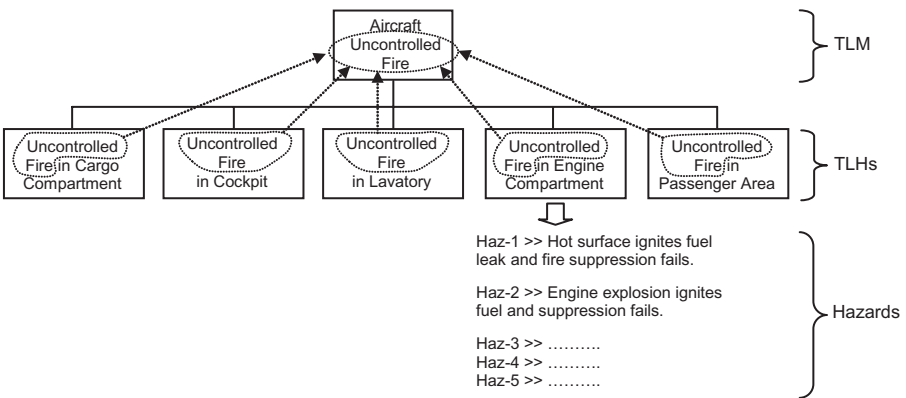 Aircraft
Uncontrolled
Fire
TLM
Uncontrolled
Fire in Cargo
Compartment
Uncontrolled
Fire
in Cockpit
Uncontrolled
Fire
in Lavatory
Uncontrolled
Fire in Engine
Compartment
Uncontrolled
Fire in
Passenger Area
TLHs
Haz-1 >> Hot surface ignites fuel
leak and fire suppression fails.
Haz-2 >> Engine explosion ignites
fuel and suppression fails.
Haz-3 >> ……….
Haz-4 >> ……….
Haz-5 >> ……….
Hazards